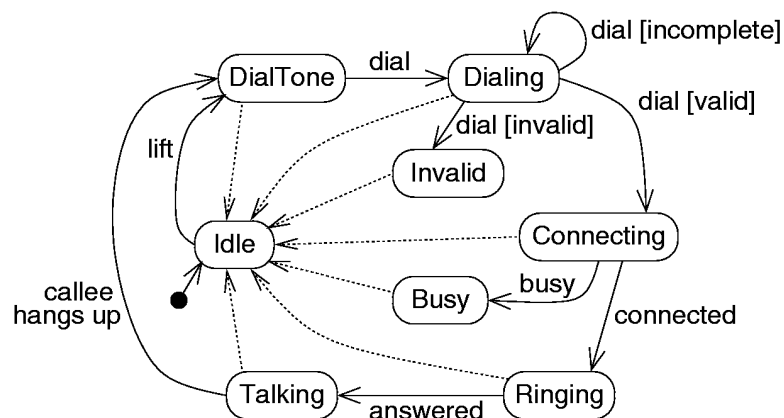 dial [incomplete]
dial
DialTone
Dialing
dial [valid]
dial [invalid]
lift
Invalid
Idle
Connecting
callee
hangs up
Busy
busy
connected
Talking
answered
Ringing